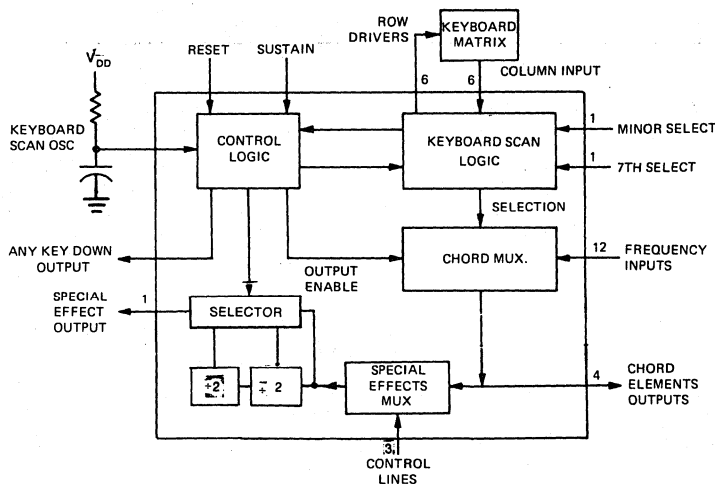 ROW
DRIVERS
KEYBOARD
MATRIX
VDD
RESET
SUSTAIN
6
6
COLUMN INPUT
KEYBOARD
SCAN OSC
CONTROL
LOGIC
KEYBOARD SCAN
LOGIC
1
MINOR SELECT
1
7TH SELECT
SELECTION
ANY KEY DOWN
OUTPUT
OUTPUT
ENABLE
CHORD MUX.
12
FREQUENCY
INPUTS
SPECIAL
EFFECT
OUTPUT
1
SELECTOR
÷2
÷ 2
SPECIAL
EFFECTS
MUX
4
CHORD
ELEMENTS
OUTPUTS
3
CONTROL
LINES